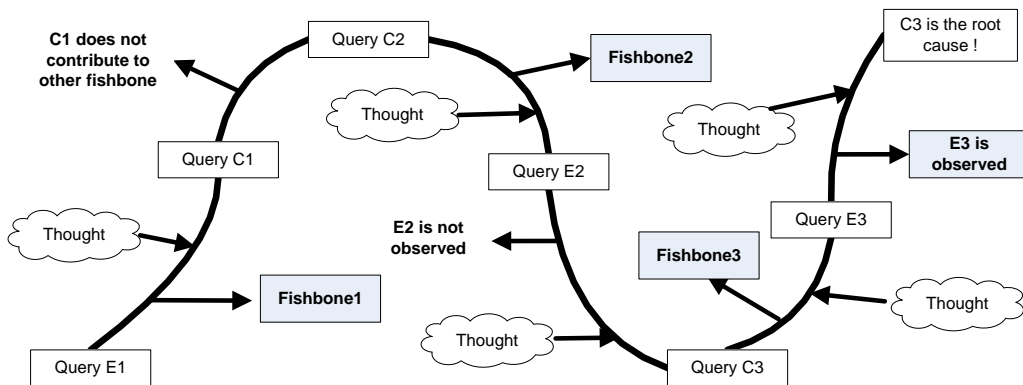 C1 does not
contribute to
other fishbone
Query C2
Fishbone2
C3 is the root
cause !
Thought
Thought
Query C1
E3 is
observed
Query E2
Thought
E2 is not
observed
Query E3
Fishbone3
Fishbone1
Thought
Thought
Query E1
Query C3